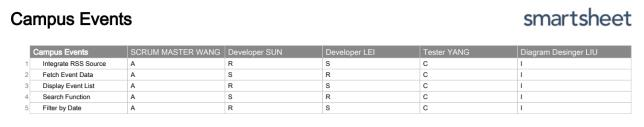 Campus Events
smartsheet
Campus Events SCRUM MASTER WANG Developer SUN Developer LEI Tester YANG Diagram Desinger LIU
1 Integrate RSS Source A R S C I
2 Fetch Event Data A S R C I
3 Display Event List A R S C I
4 Search Function A S R C I
5 Filter by Date A R S C I